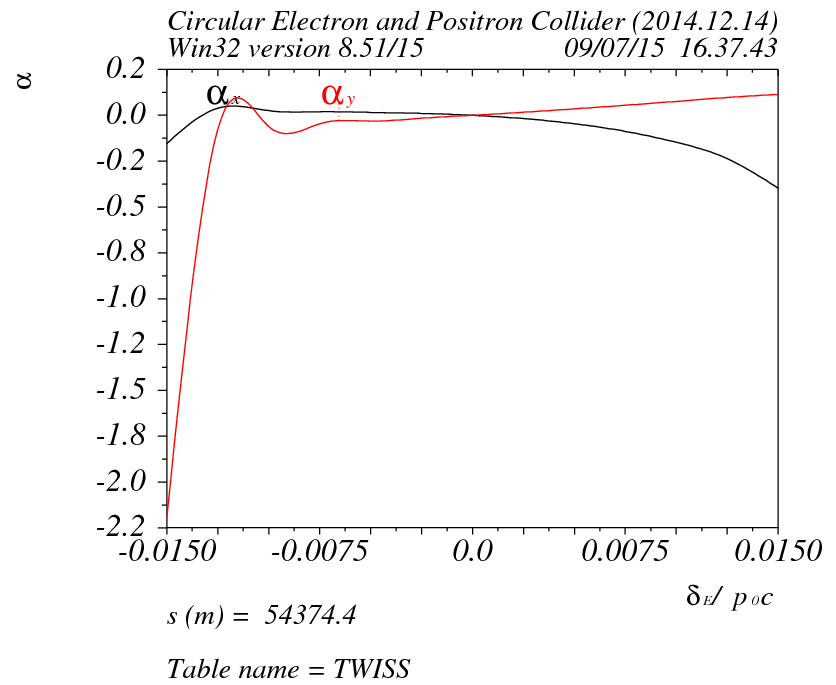 Circular Electron and Positron Collider (2014.12.14)
Win32 version 8.51/15 09/07/15 16.37.43
α
αx αy
0.2
0.0
-0.2
-0.5
-0.8
-1.0
-1.2
-1.5
-1.8
-2.0
-2.2
-0.0150 -0.0075 0.0 0.0075 0.0150
δE/ p0c
s (m) = 54374.4
Table name = TWISS